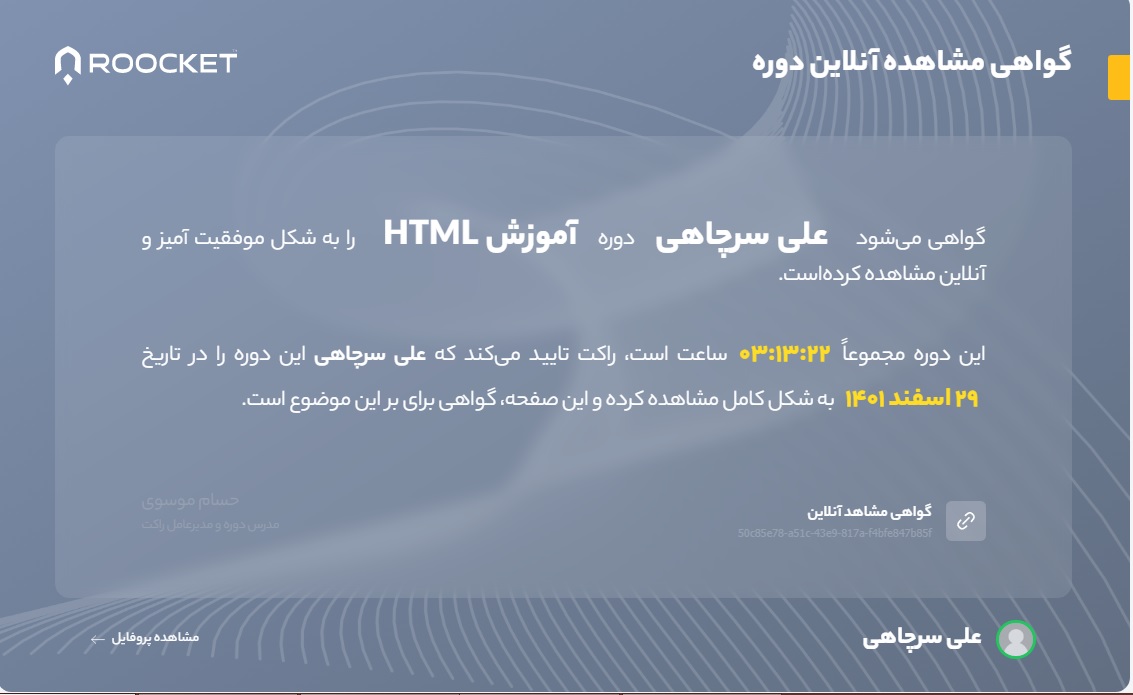 گواهی مشاهده آنلاین دوره
ROOCKET
گواهی می‌شود علی سرچاهی دوره آموزش HTML را به شکل موفقیت آمیز و
آنلاین مشاهده کرده‌است.
این دوره مجموعاً ۰۳:۱۳:۲۲ ساعت است، راکت تایید می‌کند که علی سرچاهی این دوره را در تاریخ
۲۹ اسفند ۱۴۰۱ به شکل کامل مشاهده کرده و این صفحه، گواهی برای بر این موضوع است.
گواهی مشاهد آنلاین
50c85e78-a51c-43e9-817a-f4bfe847b85f
حسام موسوی
مدرس دوره و مدیرعامل راکت
علی سرچاهی
مشاهده پروفایل